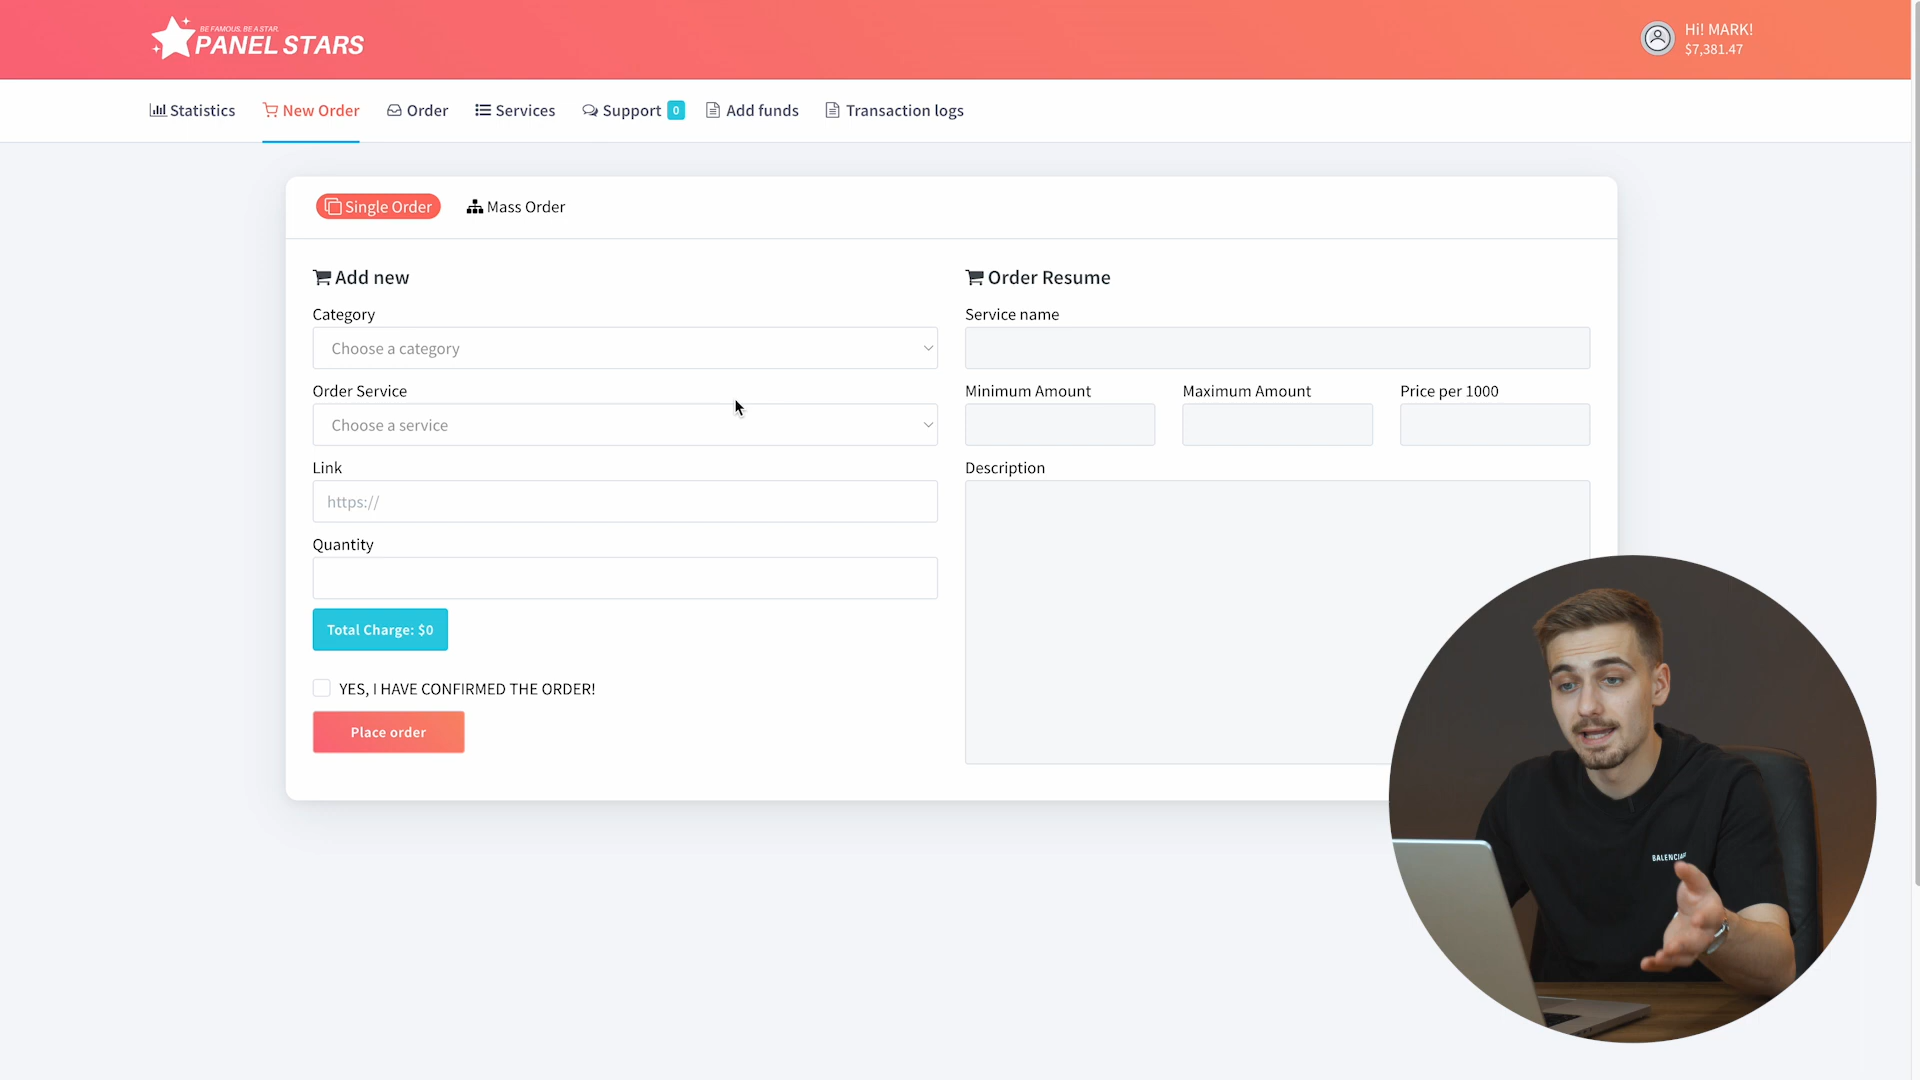 BE FAMOUS, BE A STAR.
PANEL STARS
Hi! MARK!
$7,381.47
Statistics
New Order
Order
Services
Support 0
Add funds
Transaction logs
Single Order
Mass Order
Add new
Category
Choose a category
Order Service
Choose a service
Link
https://
Quantity
Total Charge: $0
YES, I HAVE CONFIRMED THE ORDER!
Place order
Order Resume
Service name
Minimum Amount
Maximum Amount
Price per 1000
Description